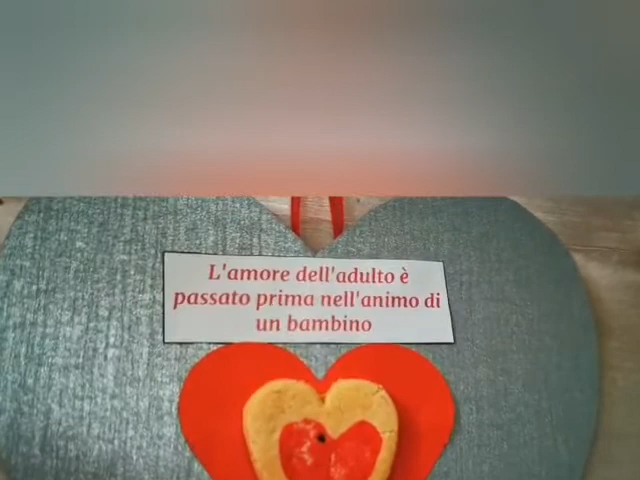 L'amore dell'adulto è
passato prima nell'animo di
un bambino